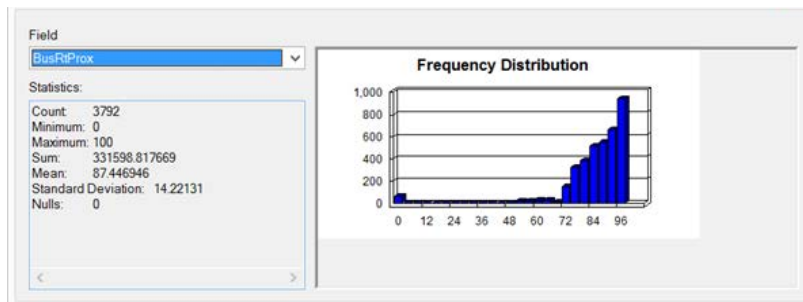 Field
BusRtProx
Statistics:
Count: 3792
Minimum: 0
Maximum: 100
Sum: 331598.817669
Mean: 87.446946
Standard Deviation: 14.22131
Nulls: 0
Frequency Distribution
1,000
800
600
400
200
0
0 12 24 36 48 60 72 84 96